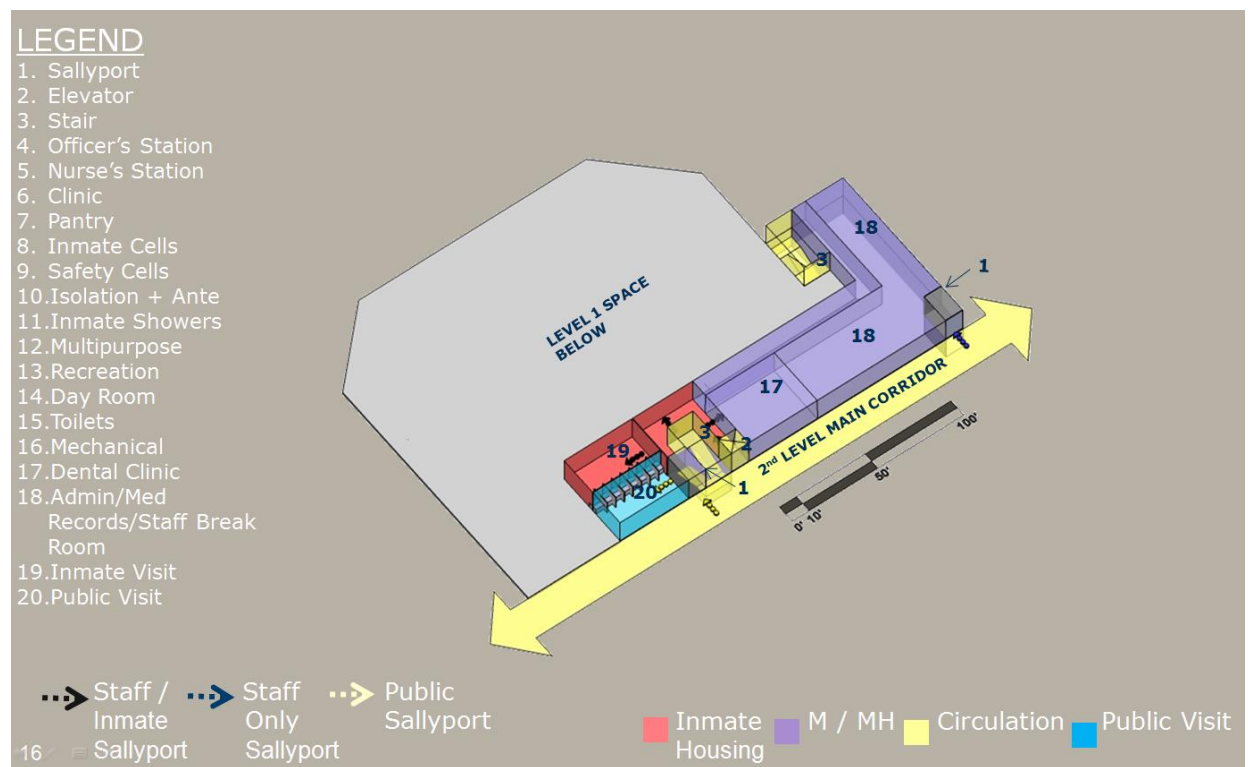 LEGEND
1. Sallyport
2. Elevator
3. Stair
4. Officer's Station
5. Nurse's Station
6. Clinic
7. Pantry
8. Inmate Cells
9. Safety Cells
10.Isolation + Ante
11.Inmate Showers
12.Multipurpose
13.Recreation
14.Day Room
15.Toilets
16.Mechanical
17.Dental Clinic
18.Admin/Med
Records/Staff Break
Room
19.Inmate Visit
20.Public Visit
18
3
1
LEVEL 1 SPACE
BELOW
18
17
3
2
19
20
1
2nd LEVEL MAIN CORRIDOR
0' 10' 50' 100'
Staff /
Inmate
Sallyport
Staff
Only
Sallyport
Public
Sallyport
Inmate
Housing
M / MH
Circulation
Public Visit
16